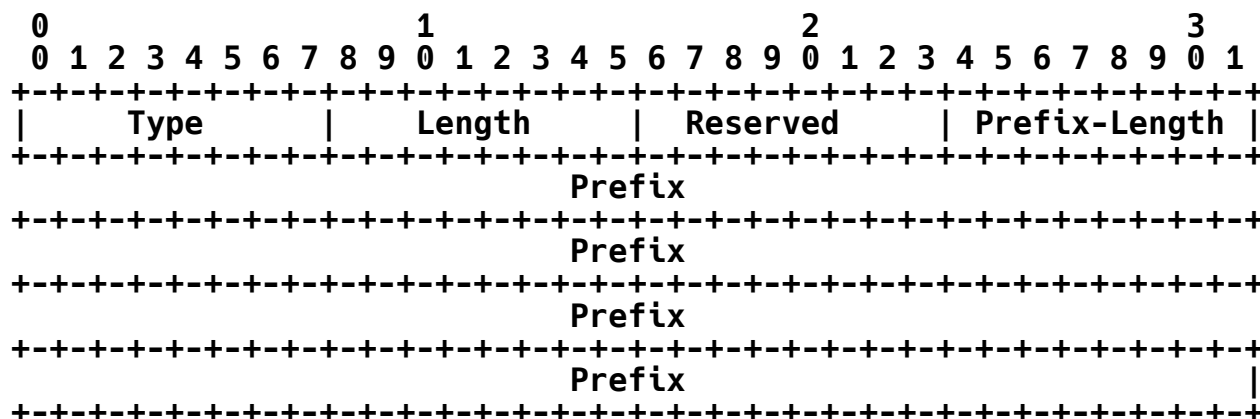 0                   1                   2                   3
 0 1 2 3 4 5 6 7 8 9 0 1 2 3 4 5 6 7 8 9 0 1 2 3 4 5 6 7 8 9 0 1
+-+-+-+-+-+-+-+-+-+-+-+-+-+-+-+-+-+-+-+-+-+-+-+-+-+-+-+-+-+-+-+-+
|     Type      |    Length     |  Reserved     | Prefix-Length |
+-+-+-+-+-+-+-+-+-+-+-+-+-+-+-+-+-+-+-+-+-+-+-+-+-+-+-+-+-+-+-+-+
                             Prefix
+-+-+-+-+-+-+-+-+-+-+-+-+-+-+-+-+-+-+-+-+-+-+-+-+-+-+-+-+-+-+-+-+
                             Prefix
+-+-+-+-+-+-+-+-+-+-+-+-+-+-+-+-+-+-+-+-+-+-+-+-+-+-+-+-+-+-+-+-+
                             Prefix
+-+-+-+-+-+-+-+-+-+-+-+-+-+-+-+-+-+-+-+-+-+-+-+-+-+-+-+-+-+-+-+-+
                             Prefix                             |
+-+-+-+-+-+-+-+-+-+-+-+-+-+-+-+-+-+-+-+-+-+-+-+-+-+-+-+-+-+-+-+-+